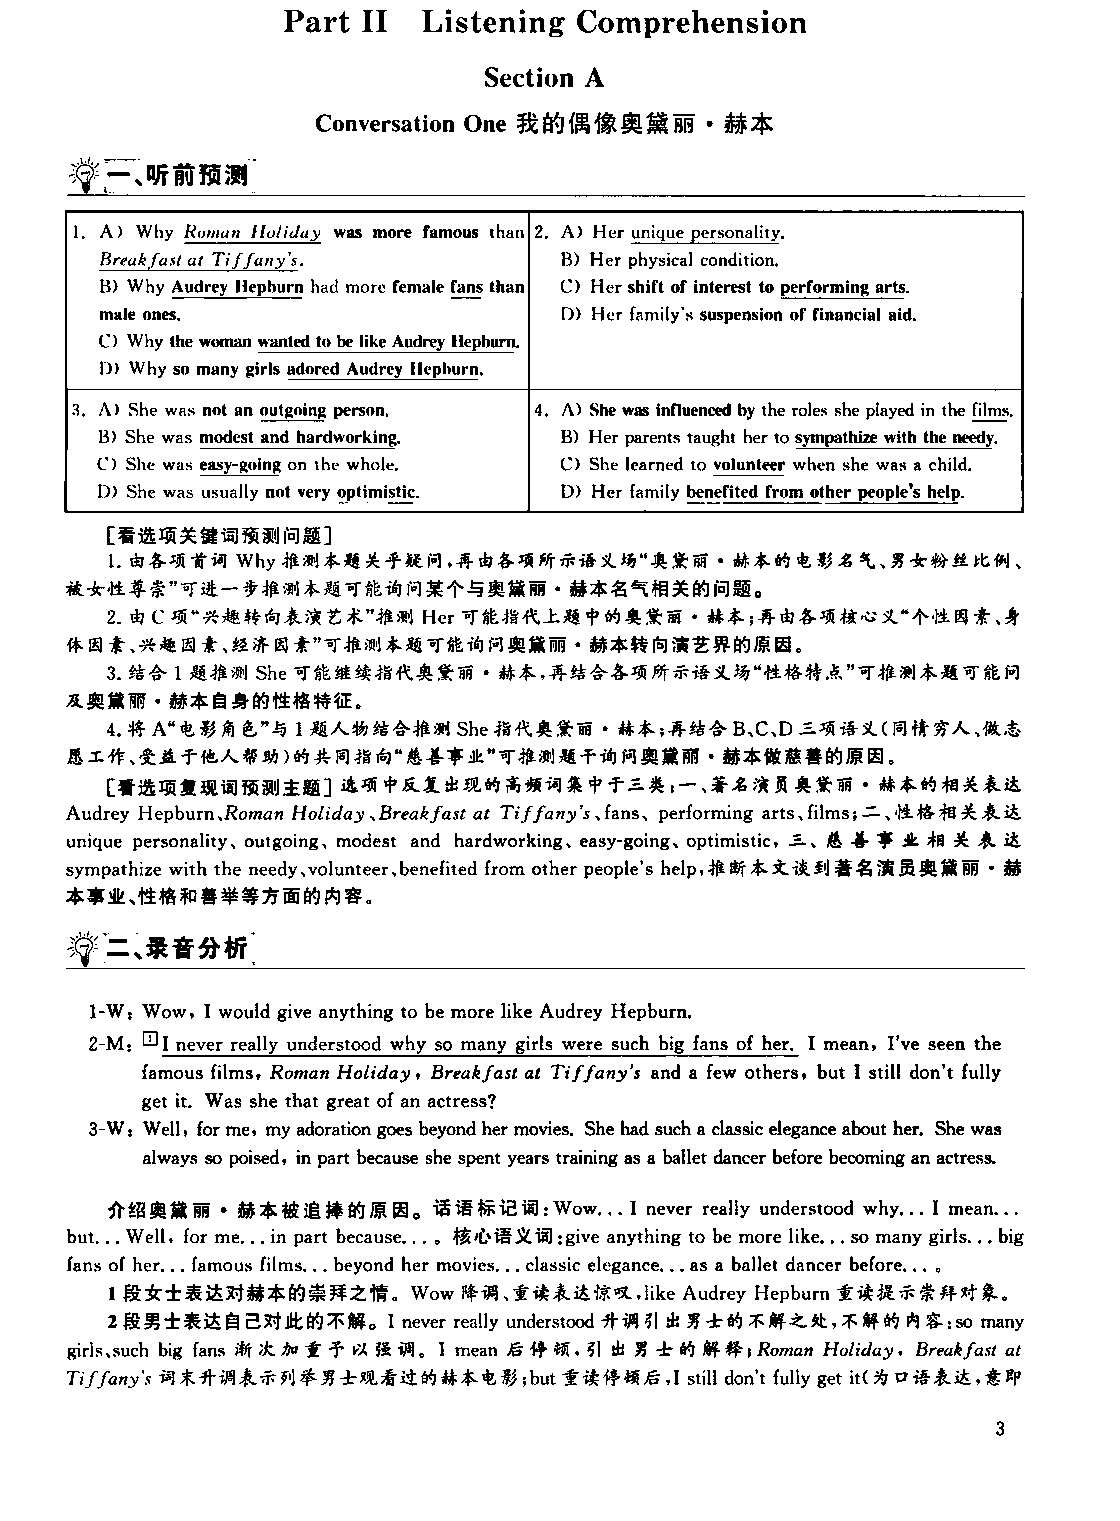 Part II Listening Comprehension
Section A
Conversation One 我的偶像奥黛丽·赫本
一、听前预测
1. A) Why Roman Holiday was more famous than
Breakfast at Tiffany's.
B) Why Audrey Hepburn had more female fans than
male ones.
C) Why the woman wanted to be like Audrey Hepburn.
D) Why so many girls adored Audrey Hepburn.
2. A) Her unique personality.
B) Her physical condition.
C) Her shift of interest to performing arts.
D) Her family's suspension of financial aid.
3. A) She was not an outgoing person.
B) She was modest and hardworking.
C) She was easy-going on the whole.
D) She was usually not very optimistic.
4. A) She was influenced by the roles she played in the films.
B) Her parents taught her to sympathize with the needy.
C) She learned to volunteer when she was a child.
D) Her family benefited from other people's help.
[看选项关键词预测问题]
1. 由各项首词 Why 推测本题关乎疑问,再由各项所示语义场“奥黛丽·赫本的电影名气、男女粉丝比例、
被女性尊崇”可进一步推测本题可能询问某个与奥黛丽·赫本名气相关的问题。
2. 由 C 项“兴趣转向表演艺术”推测 Her 可能指代上题中的奥黛丽·赫本;再由各项核心义“个性因素、身
体因素、兴趣因素、经济因素”可推测本题可能询问奥黛丽·赫本转向演艺界的原因。
3. 结合 1 题推测 She 可能继续指代奥黛丽·赫本,再结合各项所示语义场“性格特点”可推测本题可能问
及奥黛丽·赫本自身的性格特征。
4. 将 A“电影角色”与 1 题人物结合推测 She 指代奥黛丽·赫本;再结合 B、C、D 三项语义(同情穷人、做志
愿工作、受益于他人帮助)的共同指向“慈善事业”可推测题干询问奥黛丽·赫本做慈善的原因。
[看选项复现词预测主题] 选项中反复出现的高频词集中于三类:一、著名演员奥黛丽·赫本的相关表达
Audrey Hepburn、Roman Holiday、Breakfast at Tiffany's、fans、performing arts、films;二、性格相关表达
unique personality、outgoing、modest and hardworking、easy-going、optimistic,三、慈善事业相关表达
sympathize with the needy、volunteer、benefited from other people's help,推断本文谈到著名演员奥黛丽·赫
本事业、性格和善举等方面的内容。
二、录音分析
1-W: Wow, I would give anything to be more like Audrey Hepburn.
2-M: [1]I never really understood why so many girls were such big fans of her. I mean, I've seen the
famous films, Roman Holiday, Breakfast at Tiffany's and a few others, but I still don't fully
get it. Was she that great of an actress?
3-W: Well, for me, my adoration goes beyond her movies. She had such a classic elegance about her. She was
always so poised, in part because she spent years training as a ballet dancer before becoming an actress.
介绍奥黛丽·赫本被追捧的原因。话语标记词:Wow... I never really understood why... I mean...
but... Well, for me... in part because...。核心语义词:give anything to be more like... so many girls... big
fans of her... famous films... beyond her movies... classic elegance... as a ballet dancer before...。
1 段女士表达对赫本的崇拜之情。Wow 降调、重读表达惊叹,like Audrey Hepburn 重读提示崇拜对象。
2 段男士表达自己对此的不解。I never really understood 升调引出男士的不解之处,不解的内容:so many
girls、such big fans 渐次加重予以强调。I mean 后停顿,引出男士的解释;Roman Holiday, Breakfast at
Tiffany's 词末升调表示列举男士观看过的赫本电影;but 重读停顿后,I still don't fully get it(为口语表达,意即
3